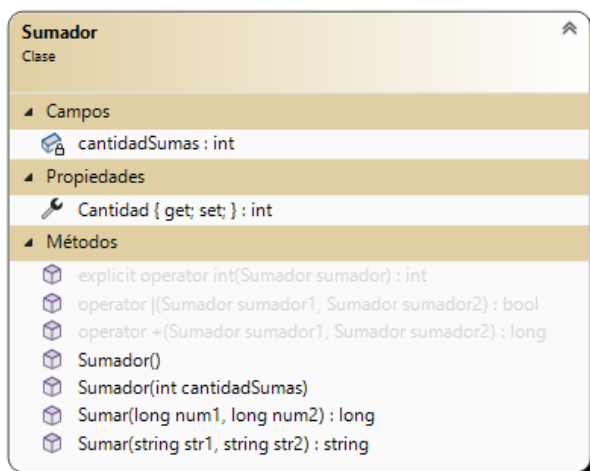 Sumador
Clase
Campos
cantidadSumas : int
Propiedades
Cantidad { get; set; } : int
Métodos
explicit operator int(Sumador sumador) : int
operator |(Sumador sumador1, Sumador sumador2) : bool
operator +(Sumador sumador1, Sumador sumador2) : long
Sumador()
Sumador(int cantidadSumas)
Sumar(long num1, long num2) : long
Sumar(string str1, string str2) : string